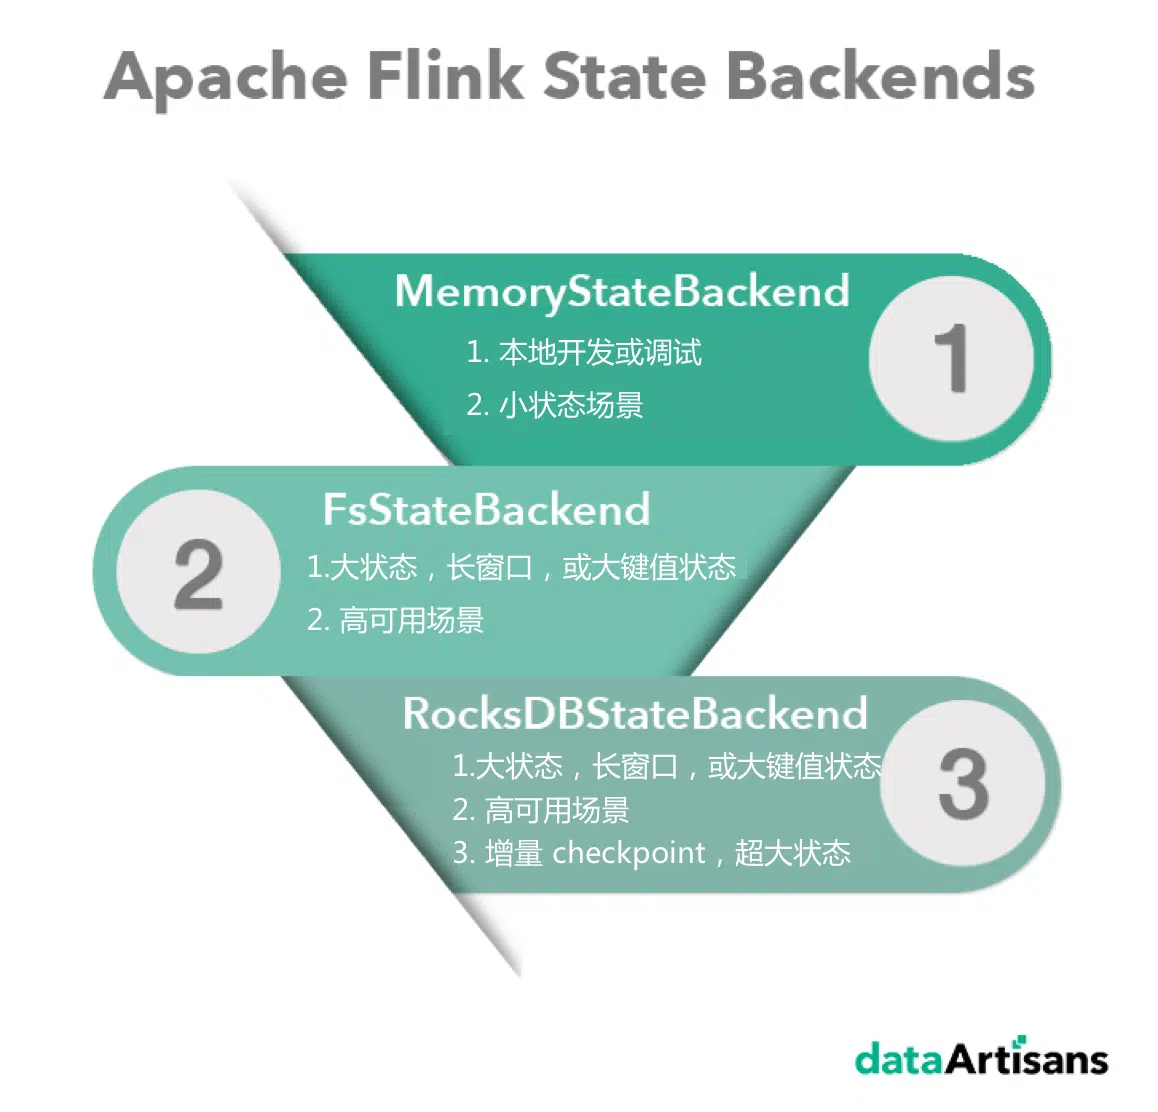 Apache Flink State Backends
MemoryStateBackend
1. 本地开发或调试
2. 小状态场景
1
FsStateBackend
1.大状态，长窗口，或大键值状态
2. 高可用场景
2
RocksDBStateBackend
1.大状态，长窗口，或大键值状态
2. 高可用场景
3. 增量 checkpoint，超大状态
3
dataArtisans